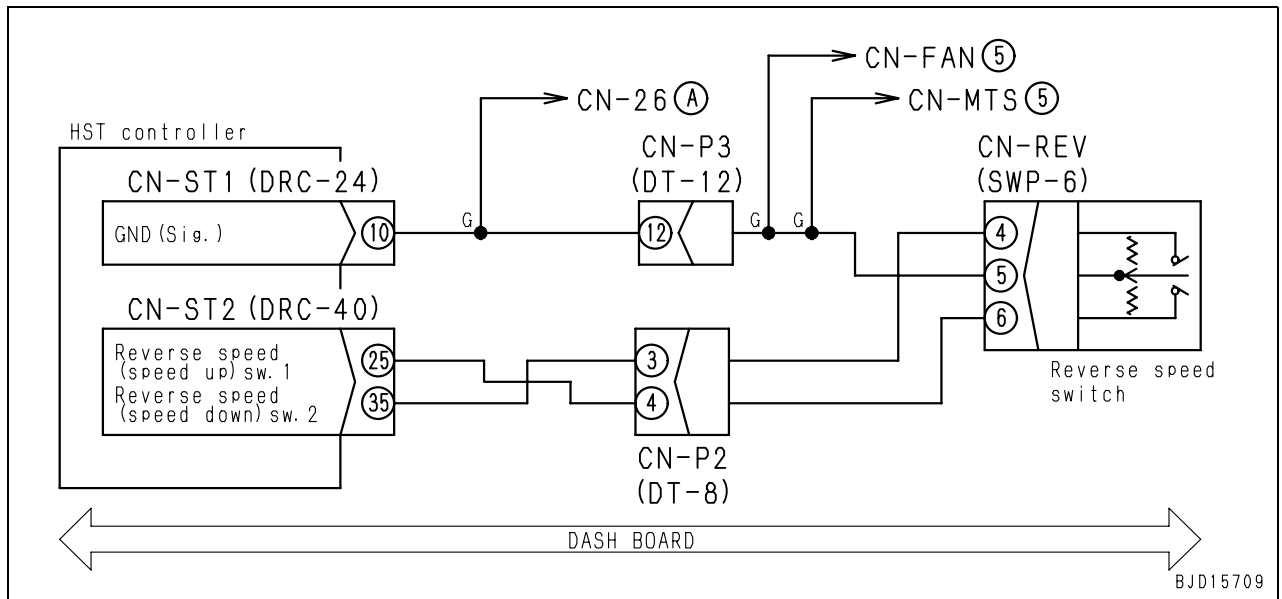 CN-FAN ⑤
CN-26 Ⓐ
CN-MTS ⑤
HST controller
CN-P3
(DT-12)
CN-REV
(SWP-6)
CN-ST1 (DRC-24)
GND (Sig.)
⑩
G
⑫
G
G
④
⑤
⑥
CN-ST2 (DRC-40)
Reverse speed
(speed up) sw. 1
㉕
Reverse speed
(speed down) sw. 2
㉟
③
④
Reverse speed
switch
CN-P2
(DT-8)
DASH BOARD
BJD15709